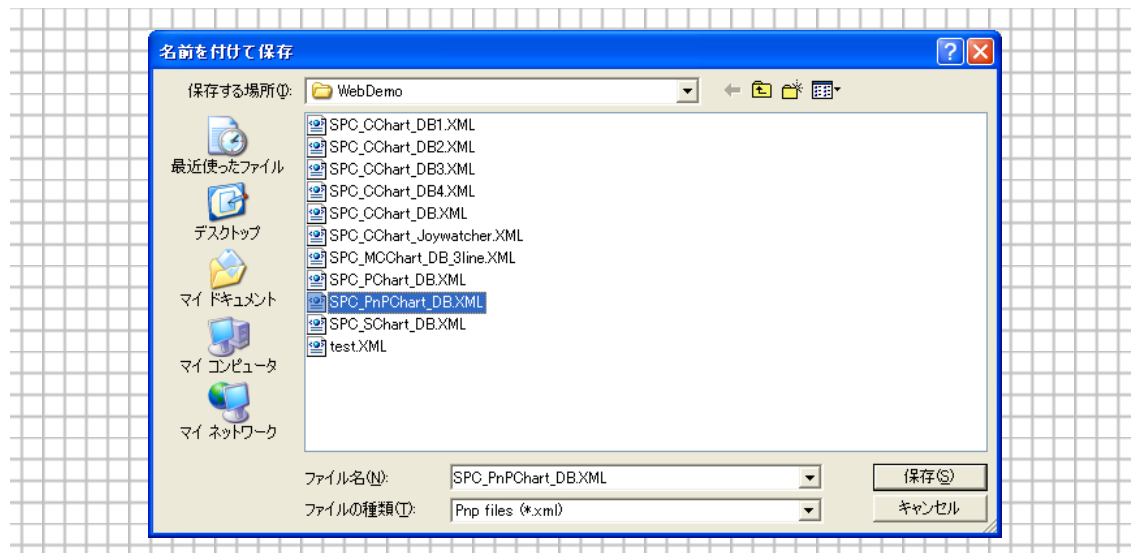 名前を付けて保存
保存する場所(I):
WebDemo
最近使ったファイル
デスクトップ
マイ ドキュメント
マイ コンピュータ
マイ ネットワーク
SPC_CChart_DB1.XML
SPC_CChart_DB2.XML
SPC_CChart_DB3.XML
SPC_CChart_DB4.XML
SPC_CChart_DB.XML
SPC_CChart_Joywatcher.XML
SPC_MCChart_DB_3line.XML
SPC_PChart_DB.XML
SPC_PnPChart_DB.XML
SPC_SChart_DB.XML
test.XML
ファイル名(N):
SPC_PnPChart_DB.XML
保存(S)
ファイルの種類(T):
Pnp files (*.xml)
キャンセル